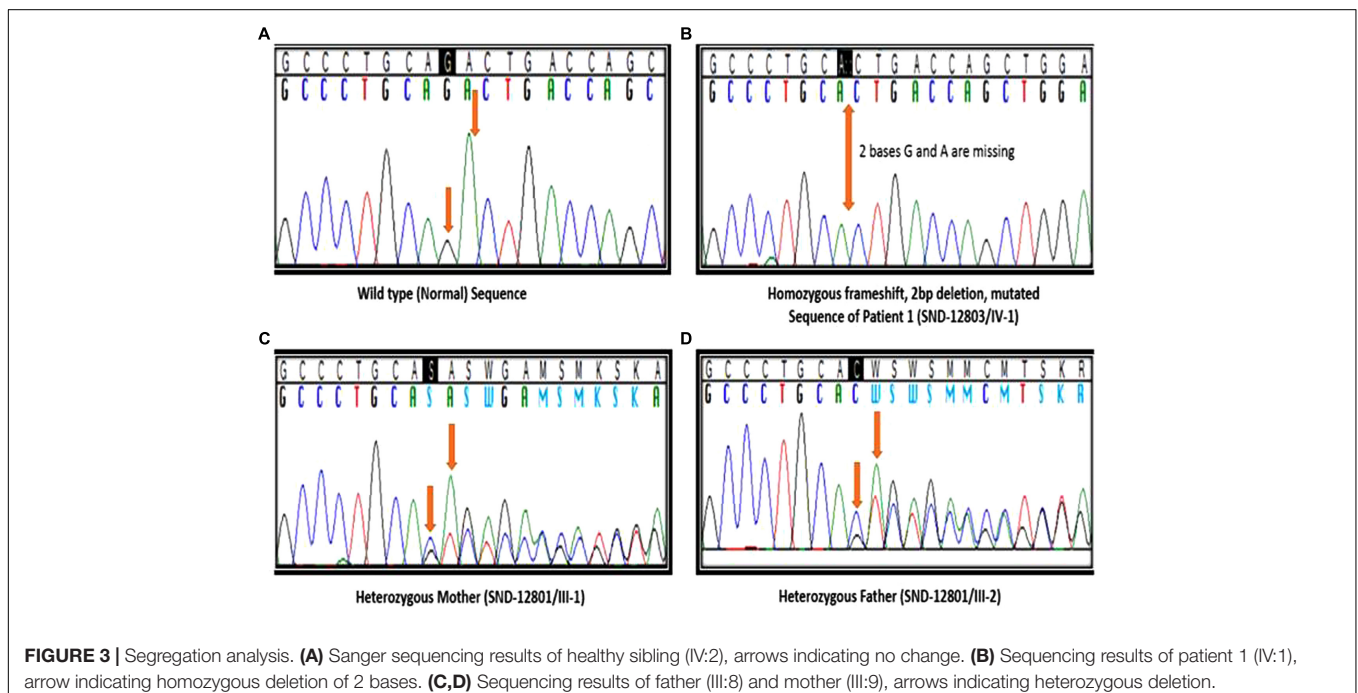 A
G C C C T G C A G A C T G A C C A G C
G C C C T G C A G A C T G A C C A G C
Wild type (Normal) Sequence
B
G C C C T G C A C T G A C C A G C T G G A
G C C C T G C A C T G A C C A G C T G G A
2 bases G and A are missing
Homozygous frameshift, 2bp deletion, mutated
Sequence of Patient 1 (SND-12803/IV-1)
C
G C C C T G C A S A S W G A M S M K S K A
G C C C T G C A S A S W G A M S M K S K A
Heterozygous Mother (SND-12801/III-1)
D
G C C C T G C A C W S W S M M C M T S K R
G C C C T G C A C W S W S M M C M T S K R
Heterozygous Father (SND-12801/III-2)
FIGURE 3 | Segregation analysis. (A) Sanger sequencing results of healthy sibling (IV:2), arrows indicating no change. (B) Sequencing results of patient 1 (IV:1),
arrow indicating homozygous deletion of 2 bases. (C,D) Sequencing results of father (III:8) and mother (III:9), arrows indicating heterozygous deletion.